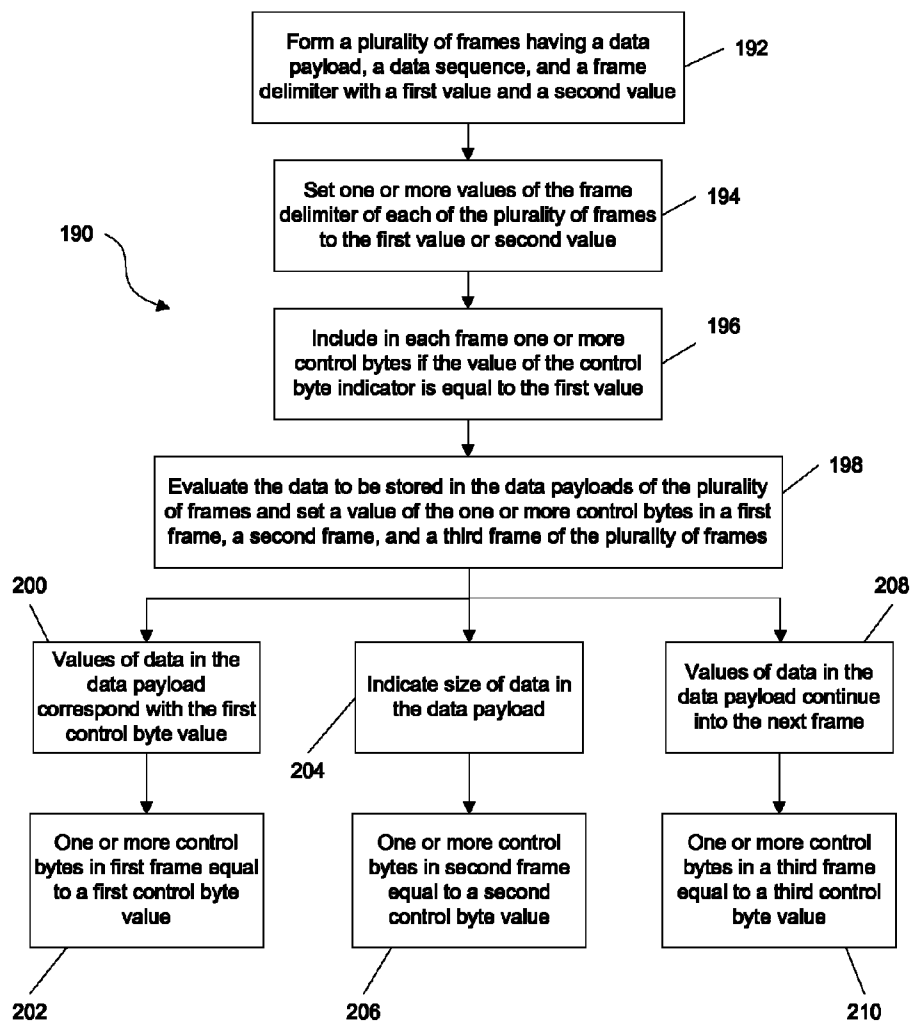 Form a plurality of frames having a data
payload, a data sequence, and a frame
delimiter with a first value and a second value
192
Set one or more values of the frame
delimiter of each of the plurality of frames
to the first value or second value
194
190
Include in each frame one or more
control bytes if the value of the control
byte indicator is equal to the first value
196
Evaluate the data to be stored in the data payloads of the plurality
of frames and set a value of the one or more control bytes in a first
frame, a second frame, and a third frame of the plurality of frames
198
200
Values of data in the
data payload
correspond with the first
control byte value
Indicate size of data in
the data payload
204
208
Values of data in the
data payload continue
into the next frame
One or more control
bytes in first frame equal
to a first control byte
value
202
One or more control
bytes in second frame
equal to a second
control byte value
206
One or more control
bytes in a third frame
equal to a third control
byte value
210